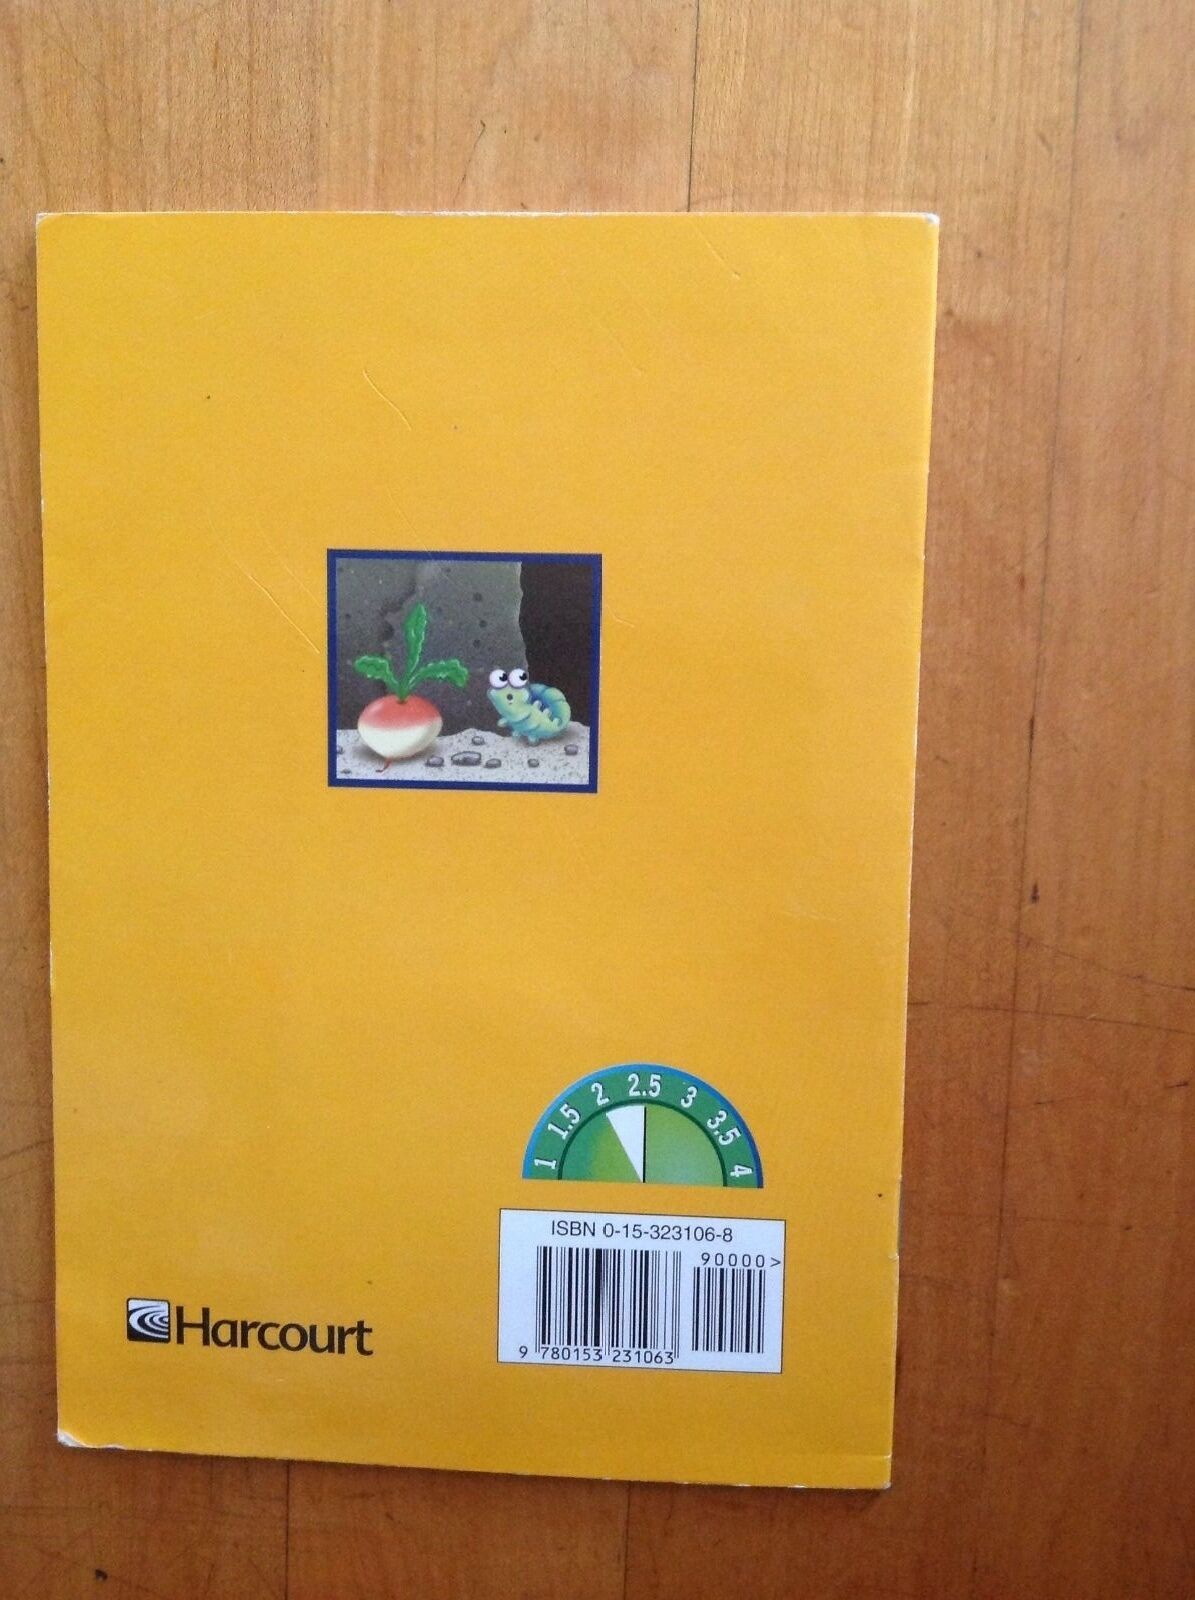 1 1.5 2 2.5 3 3.5 4
ISBN 0-15-323106-8
90000>
9 780153 231063
Harcourt